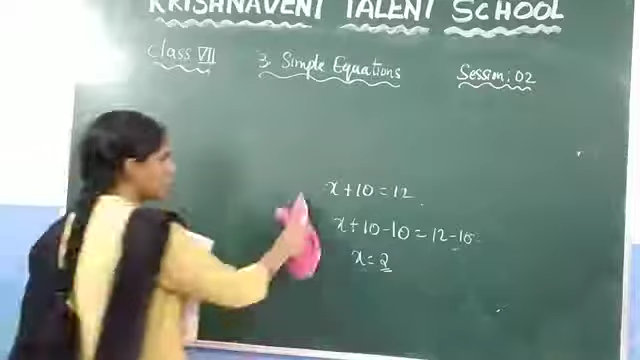 KRISHNAVENI TALENT SCHOOL
Class VII 3. Simple Equations Session: 02
x+10=12
x+10-10=12-10
x=2